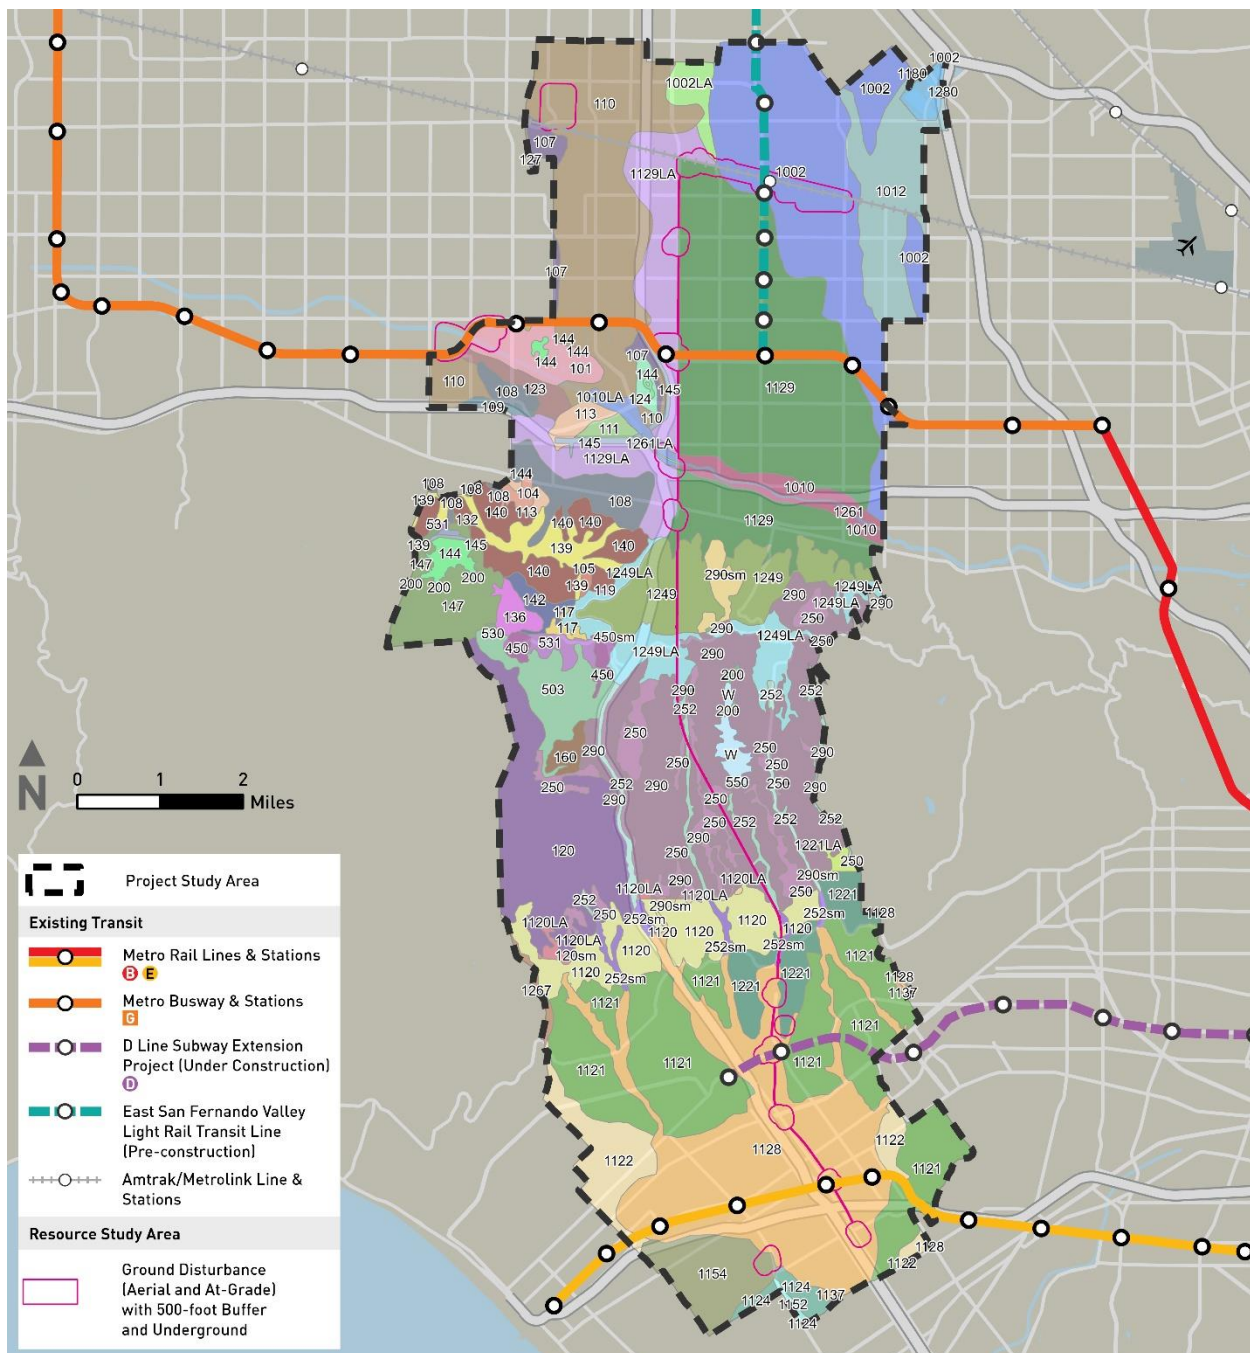 1002
1002LA
1180
1002
110
1280
107
127
1129LA
1002
1012
107
1002
144
144
144
101
107
144
145
110
108
123
1010LA
124
1129
109
113
110
111
145
1261LA
1129LA
144
108
108
108
104
108
1010
139
108
140
113
1261
531
132
140
140
1129
1010
139
145
139
140
144
105
1249LA
290sm
1249
147
140
1249LA
200
200
139
119
1249
290
1249LA
290
200
142
147
136
117
250
117
290
530
531
450sm
1249LA
250
450
1249LA
290
450
200
503
290
W
252
252
252
200
250
160
290
W
250
290
250
250
250
252
290
550
250
290
290
250
250
252
252
252
290
120
250
1221LA
250
290
1120LA
290sm
252
1120LA
250
1221
1120LA
250
290sm
252sm
252sm
1128
1120
1120
1120
1120
1120LA
1120
252sm
252sm
1121
120sm
1120
252sm
1121
1221
1221
1128
1267
1137
1121
1121
1121
1121
1128
1122
1122
1121
1154
1128
1122
1124
1124
1152
1137
1124
N
0 1 2
Miles
Project Study Area
Existing Transit
Metro Rail Lines & Stations
B E
Metro Busway & Stations
G
D Line Subway Extension
Project (Under Construction)
D
East San Fernando Valley
Light Rail Transit Line
(Pre-construction)
Amtrak/Metrolink Line &
Stations
Resource Study Area
Ground Disturbance
(Aerial and At-Grade)
with 500-foot Buffer
and Underground